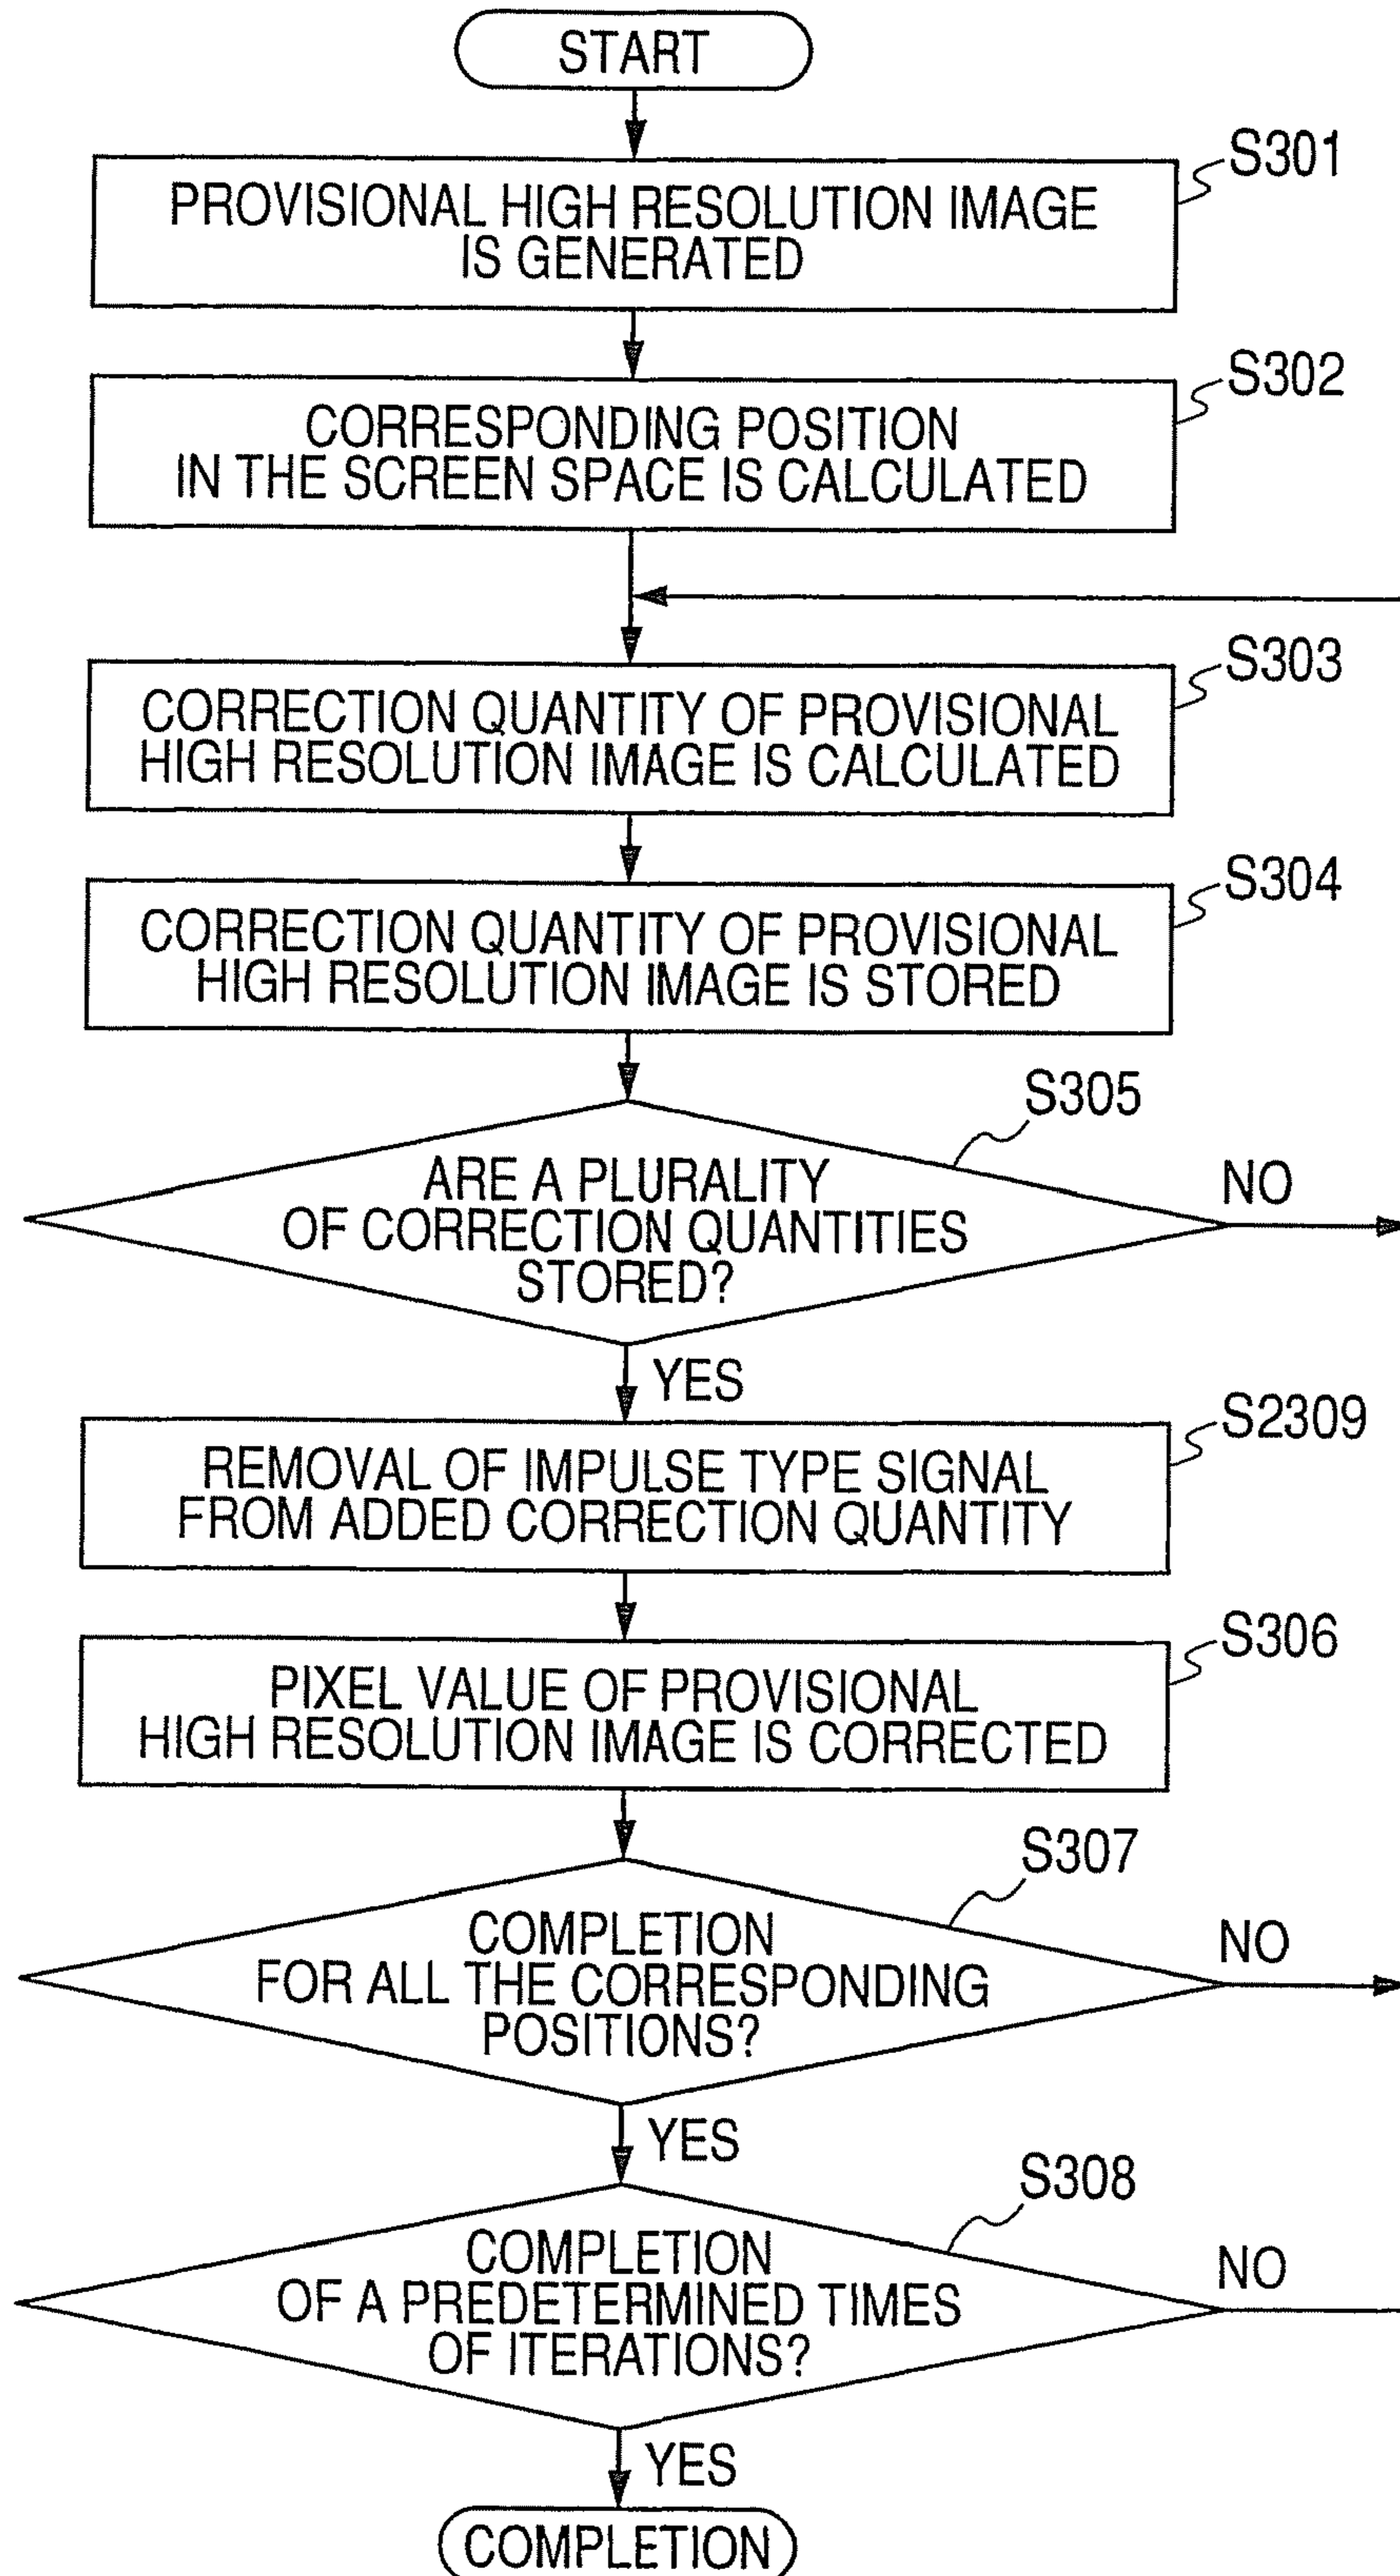 START
S301
PROVISIONAL HIGH RESOLUTION IMAGE
IS GENERATED
S302
CORRESPONDING POSITION
IN THE SCREEN SPACE IS CALCULATED
S303
CORRECTION QUANTITY OF PROVISIONAL
HIGH RESOLUTION IMAGE IS CALCULATED
S304
CORRECTION QUANTITY OF PROVISIONAL
HIGH RESOLUTION IMAGE IS STORED
S305
ARE A PLURALITY
OF CORRECTION QUANTITIES
STORED?
NO
YES
S2309
REMOVAL OF IMPULSE TYPE SIGNAL
FROM ADDED CORRECTION QUANTITY
S306
PIXEL VALUE OF PROVISIONAL
HIGH RESOLUTION IMAGE IS CORRECTED
S307
COMPLETION
FOR ALL THE CORRESPONDING
POSITIONS?
NO
YES
S308
COMPLETION
OF A PREDETERMINED TIMES
OF ITERATIONS?
NO
YES
COMPLETION